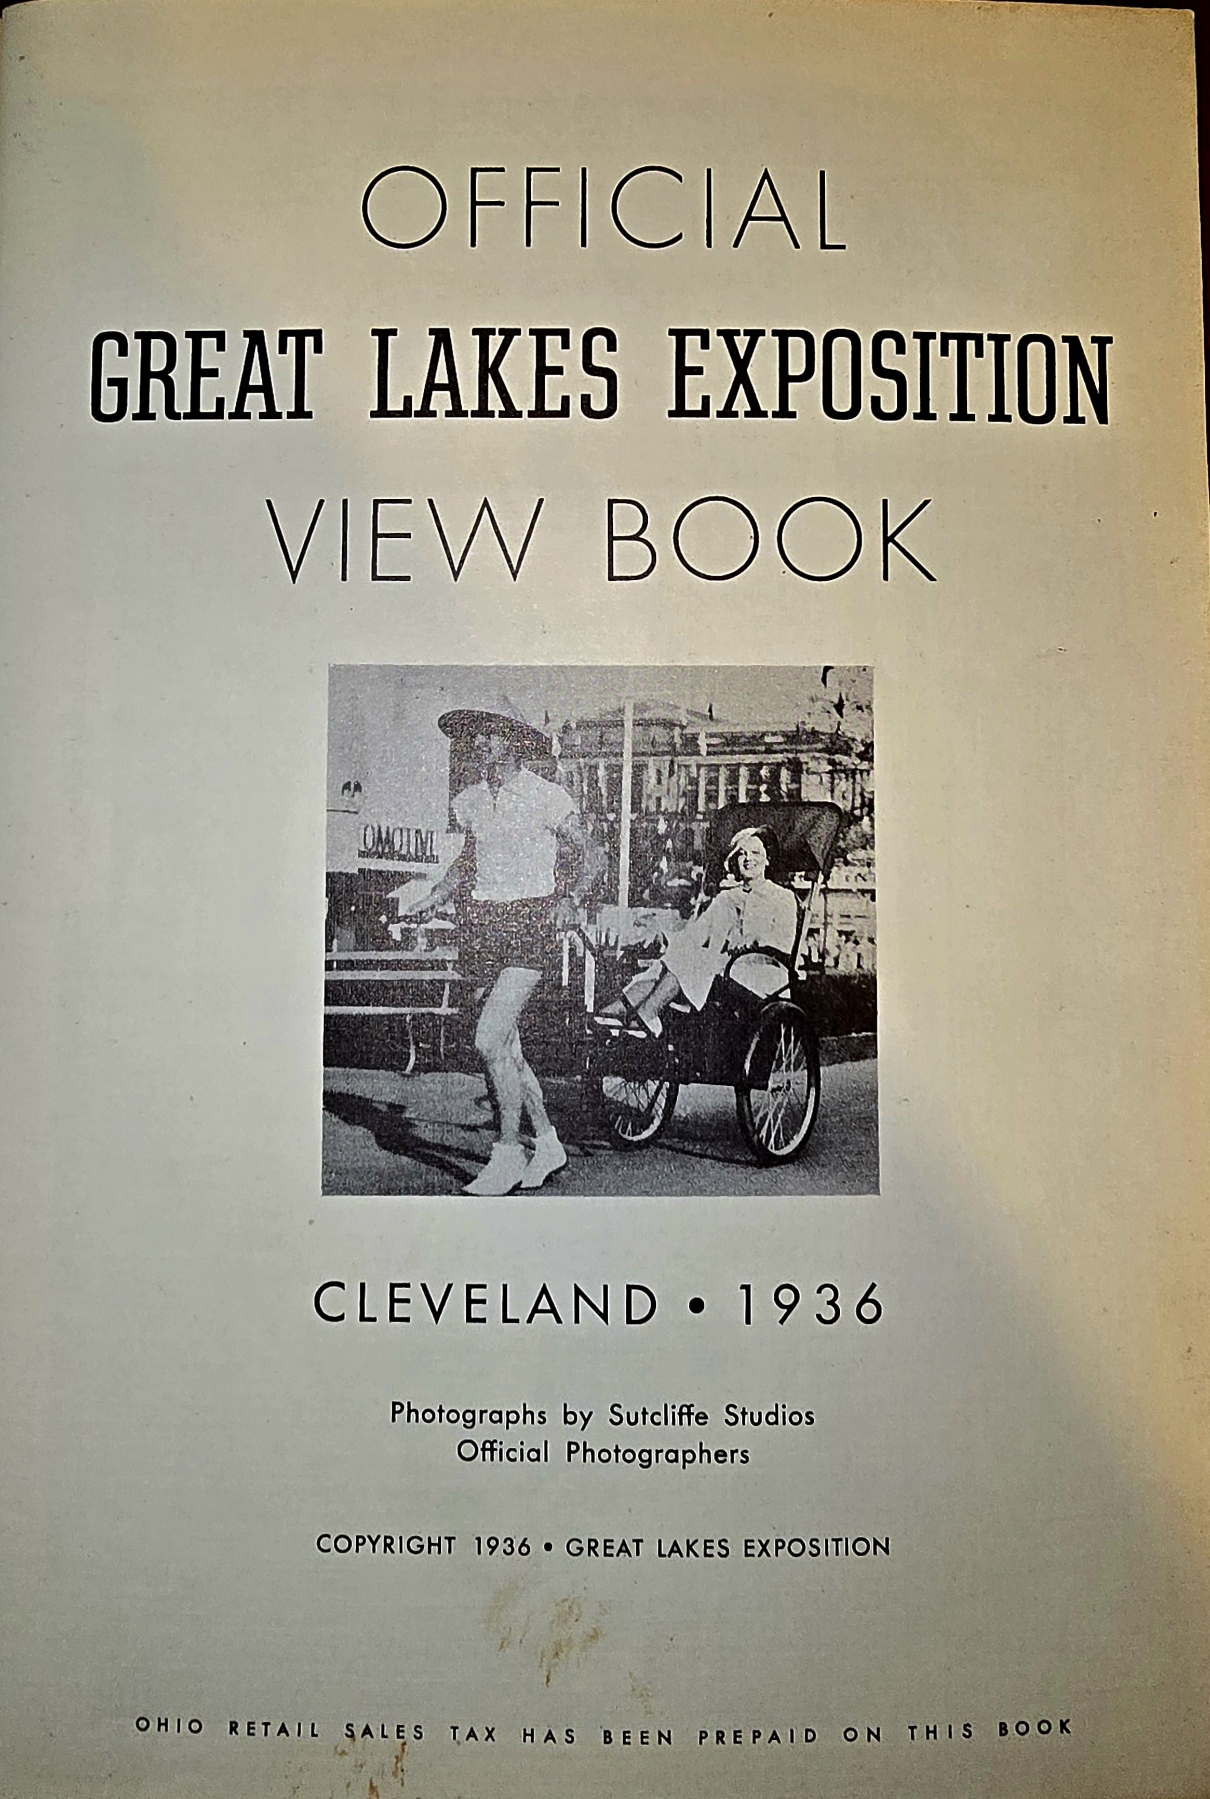 OFFICIAL
GREAT LAKES EXPOSITION
VIEW BOOK
CLEVELAND • 1936
Photographs by Sutcliffe Studios
Official Photographers
COPYRIGHT 1936 • GREAT LAKES EXPOSITION
OHIO RETAIL SALES TAX HAS BEEN PREPAID ON THIS BOOK